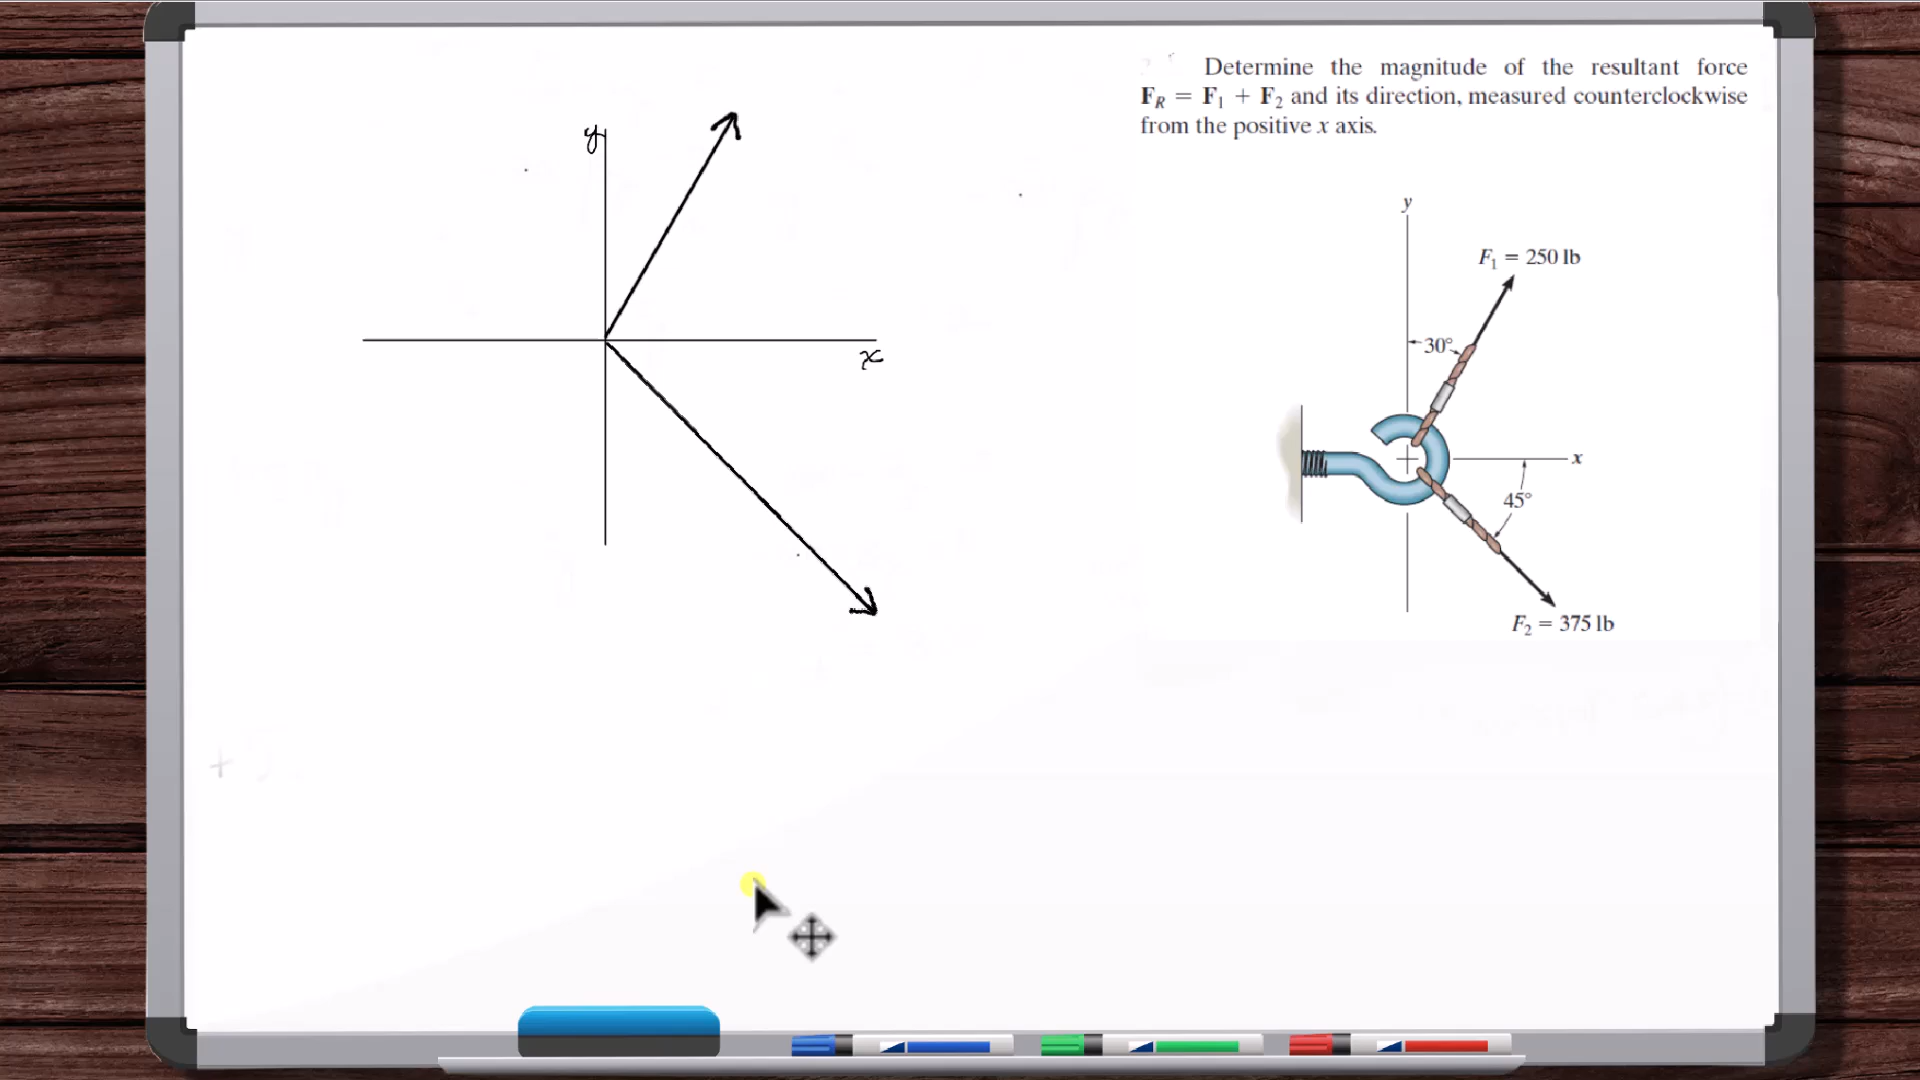 Determine the magnitude of the resultant force
F_R = F_1 + F_2 and its direction, measured counterclockwise
from the positive x axis.
y
x
y
F_1 = 250 lb
30°
x
45°
F_2 = 375 lb